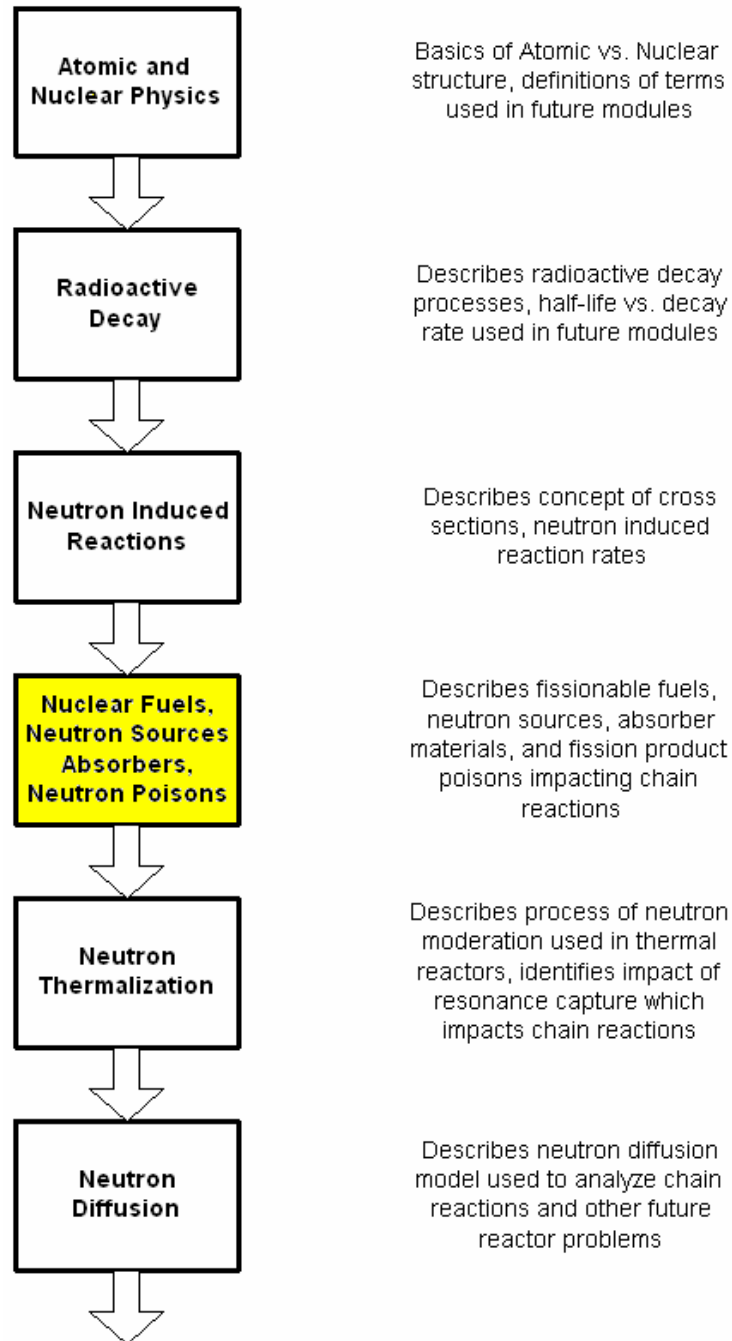 Atomic and
Nuclear Physics
Basics of Atomic vs. Nuclear
structure, definitions of terms
used in future modules
Radioactive
Decay
Describes radioactive decay
processes, half-life vs. decay
rate used in future modules
Neutron Induced
Reactions
Describes concept of cross
sections, neutron induced
reaction rates
Nuclear Fuels,
Neutron Sources
Absorbers,
Neutron Poisons
Describes fissionable fuels,
neutron sources, absorber
materials, and fission product
poisons impacting chain
reactions
Neutron
Thermalization
Describes process of neutron
moderation used in thermal
reactors, identifies impact of
resonance capture which
impacts chain reactions
Neutron
Diffusion
Describes neutron diffusion
model used to analyze chain
reactions and other future
reactor problems